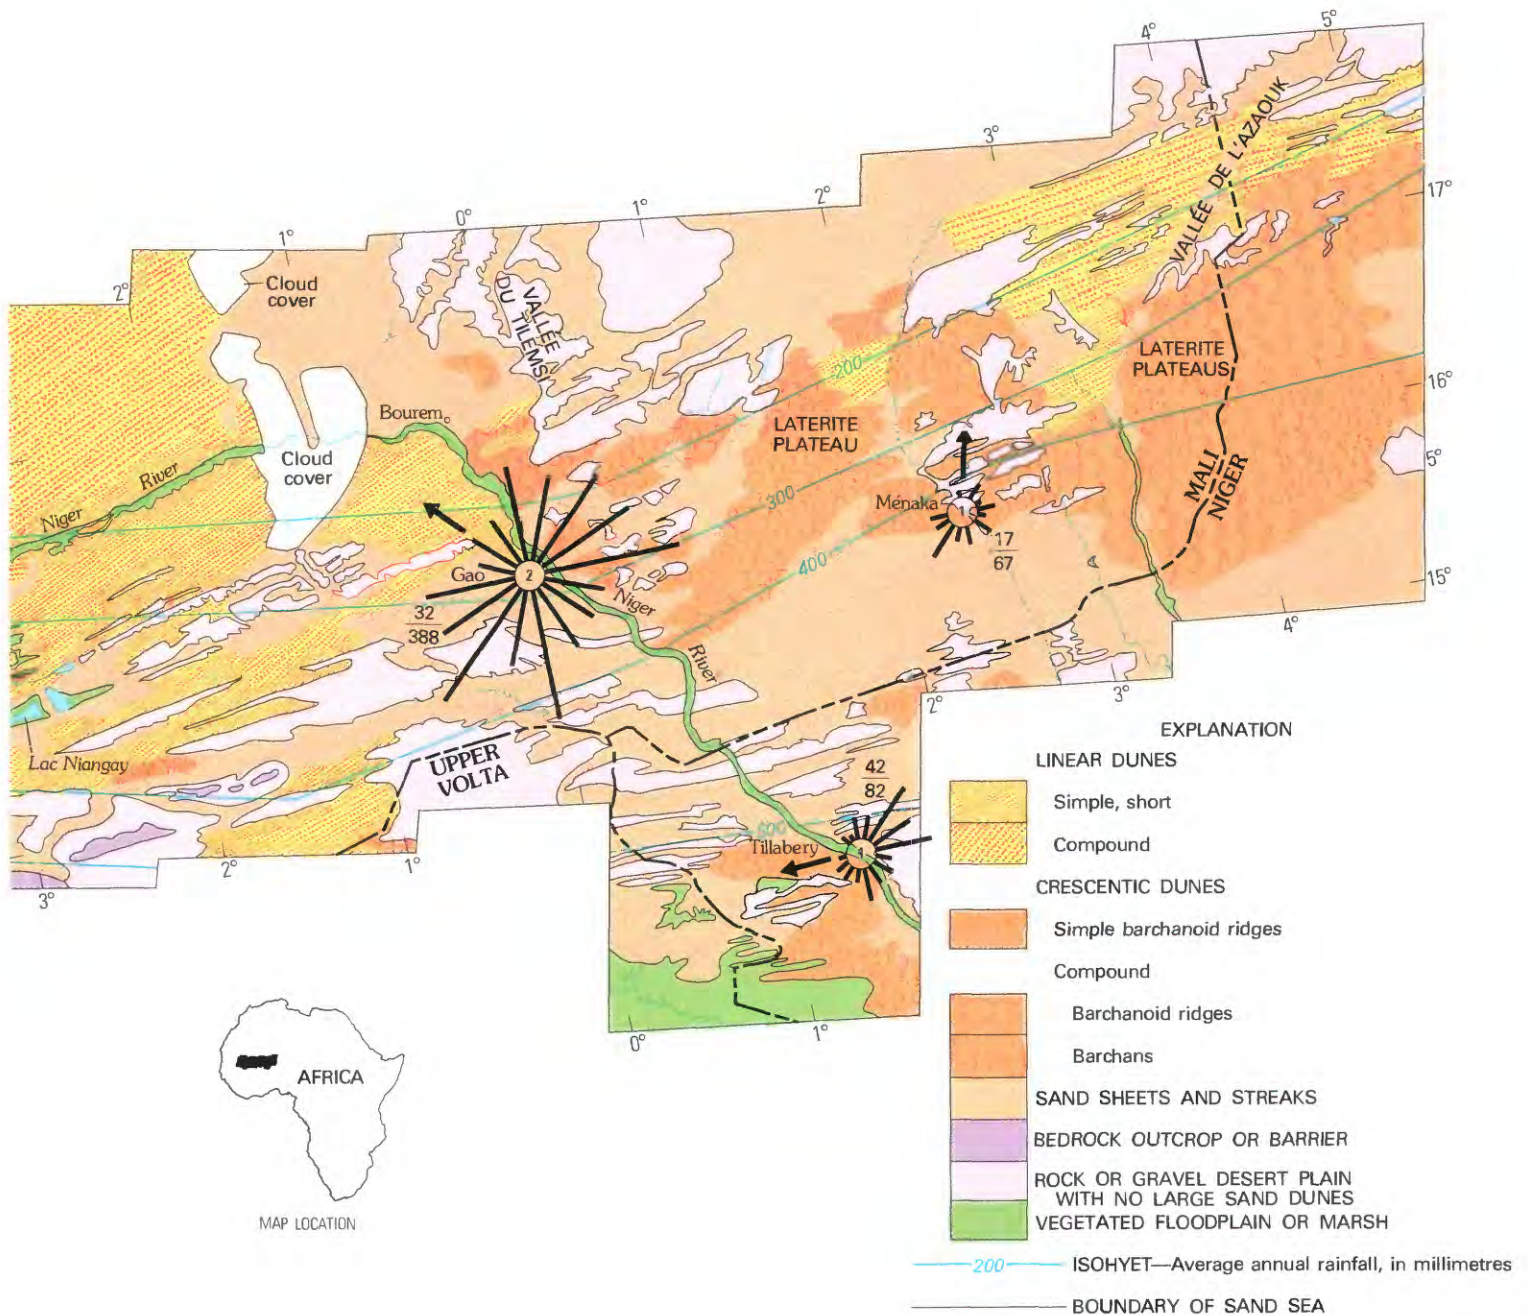 4°
5°
3°
2°
1°
0°
1°
2°
17°
16°
5°
15°
4°
3°
2°
Cloud
cover
VALLÉE
DU TILEMSI
VALLÉE DE L'AZAOUK
LATERITE
PLATEAUS
200
LATERITE
PLATEAU
Bourem
Cloud
cover
River
Niger
300
Ménaka
1
17
67
MALI
NIGER
400
Gao
2
32
388
Niger
River
Lac Niangay
UPPER
VOLTA
42
82
Tillabery
1
3°
2°
1°
0°
1°
EXPLANATION
LINEAR DUNES
Simple, short
Compound
CRESCENTIC DUNES
Simple barchanoid ridges
Compound
Barchanoid ridges
Barchans
SAND SHEETS AND STREAKS
BEDROCK OUTCROP OR BARRIER
ROCK OR GRAVEL DESERT PLAIN
WITH NO LARGE SAND DUNES
VEGETATED FLOODPLAIN OR MARSH
200 ISOHYET—Average annual rainfall, in millimetres
BOUNDARY OF SAND SEA
AFRICA
MAP LOCATION